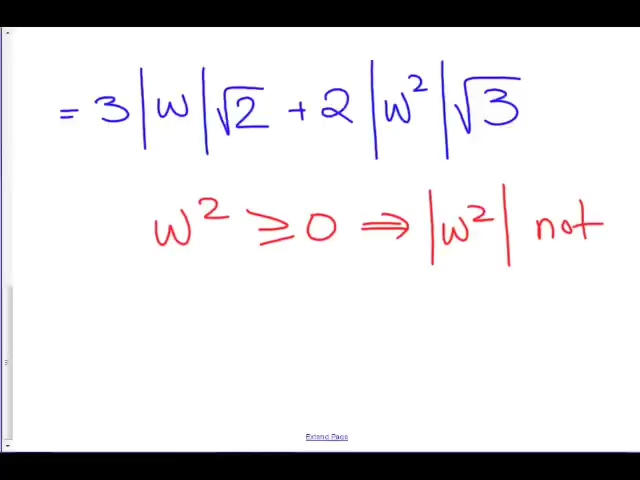 = 3|w|√2 + 2|w²|√3
w² ≥ 0 ⇒ |w²| not
Extend Page